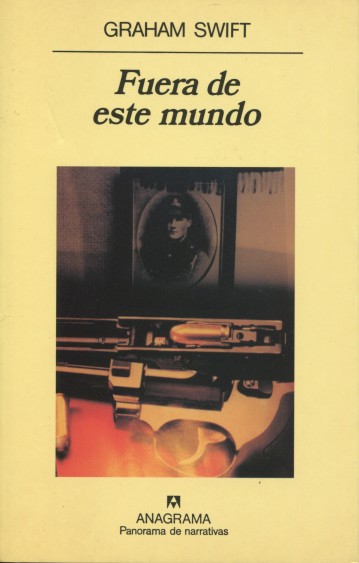 GRAHAM SWIFT
Fuera de
este mundo
ANAGRAMA
Panorama de narrativas